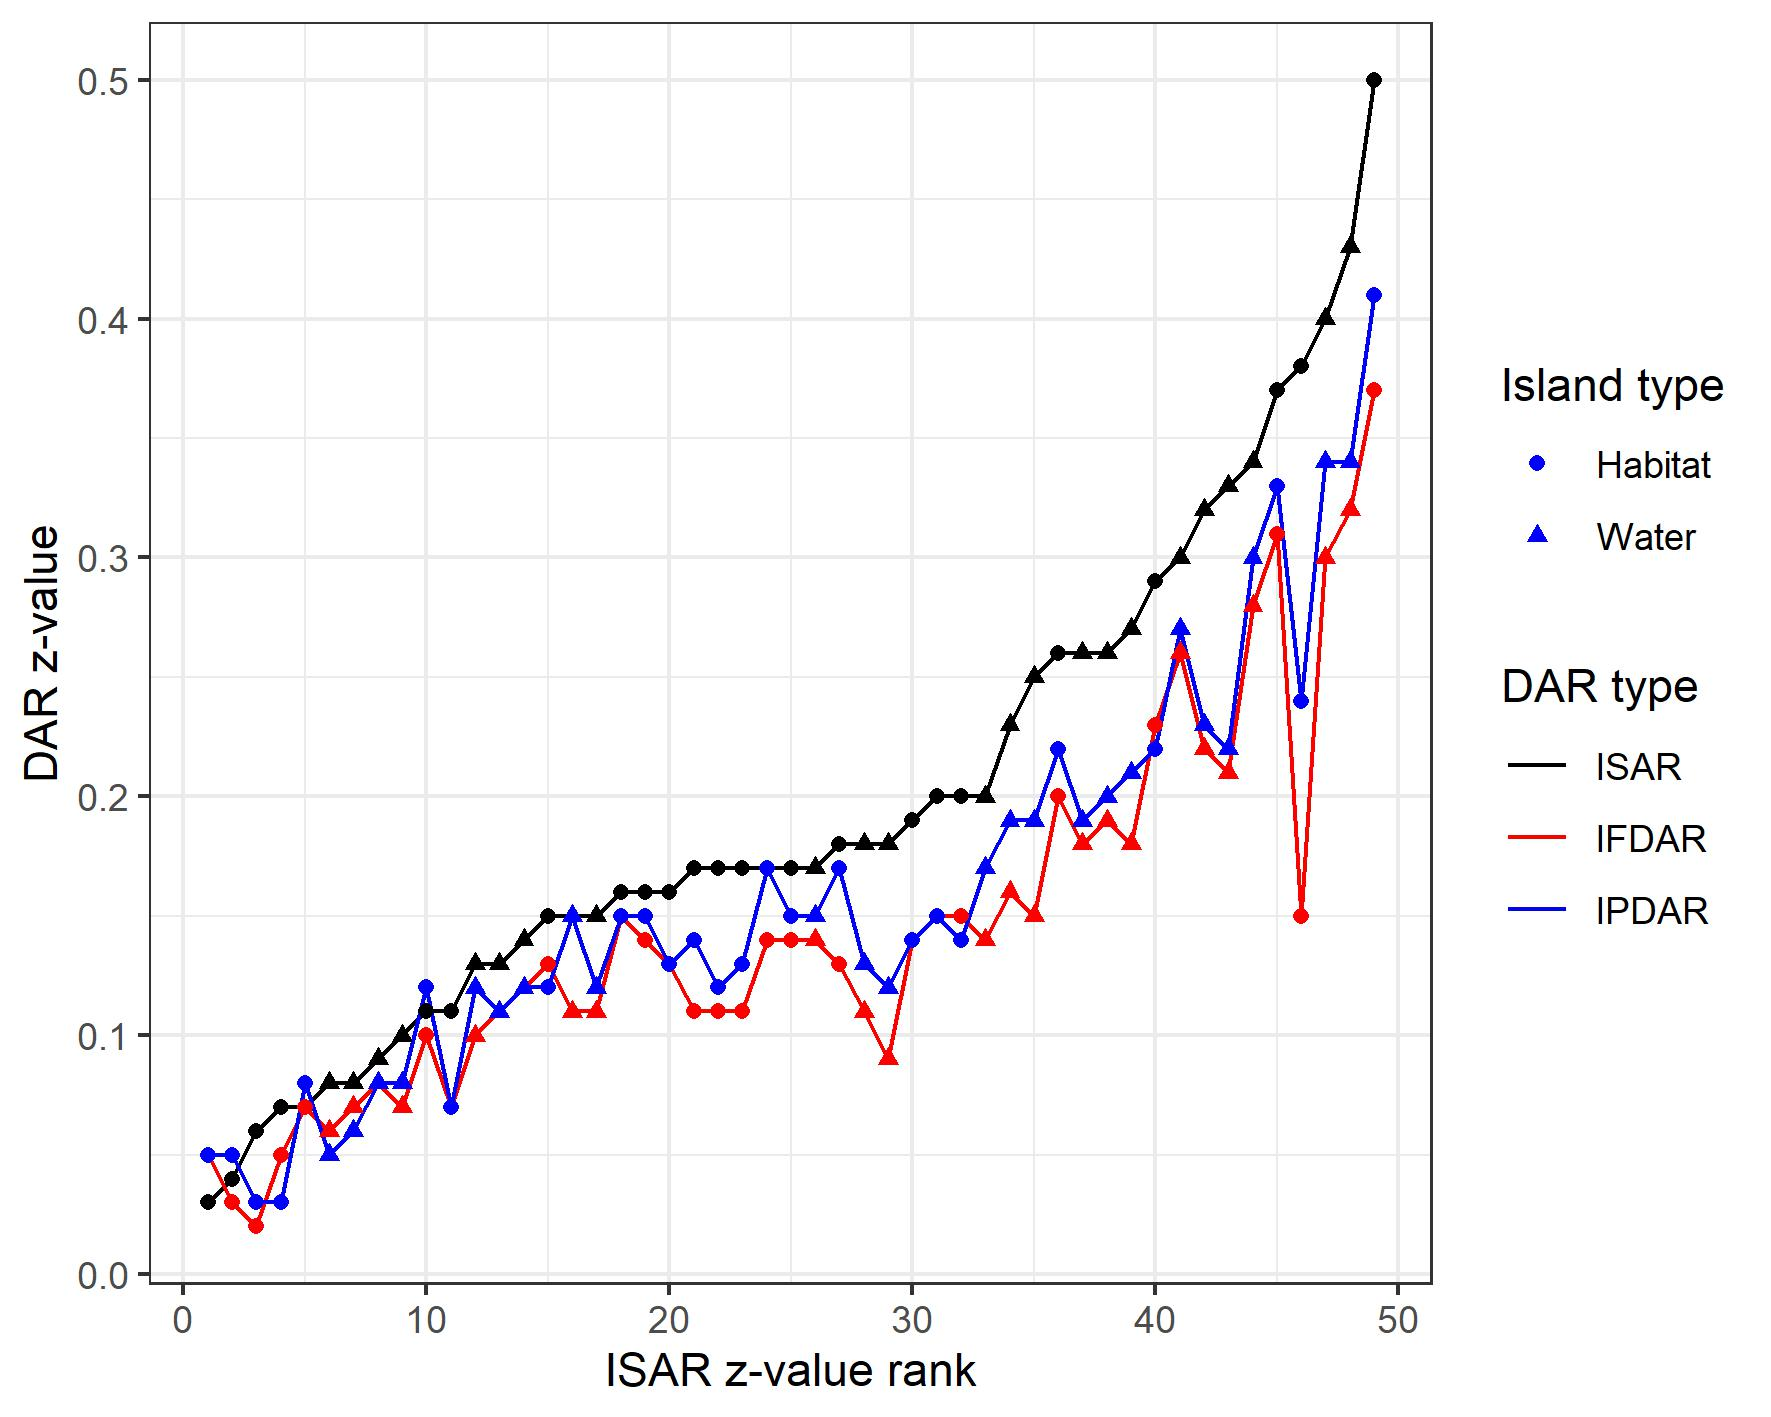 0.5
0.4
0.3
0.2
0.1
0.0
DAR z-value
0
10
20
30
40
50
ISAR z-value rank
Island type
Habitat
Water
DAR type
ISAR
IFDAR
IPDAR